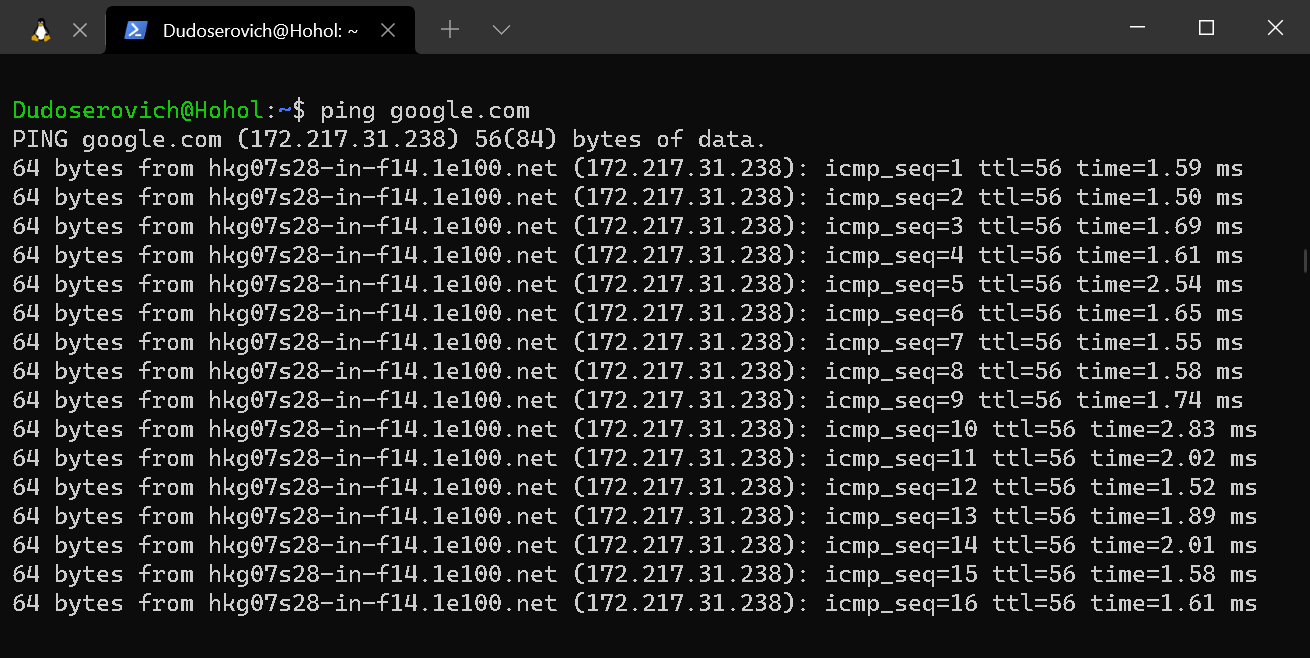 Dudoserovich@Hohol: ~
Dudoserovich@Hohol:~$ ping google.com
PING google.com (172.217.31.238) 56(84) bytes of data.
64 bytes from hkg07s28-in-f14.1e100.net (172.217.31.238): icmp_seq=1 ttl=56 time=1.59 ms
64 bytes from hkg07s28-in-f14.1e100.net (172.217.31.238): icmp_seq=2 ttl=56 time=1.50 ms
64 bytes from hkg07s28-in-f14.1e100.net (172.217.31.238): icmp_seq=3 ttl=56 time=1.69 ms
64 bytes from hkg07s28-in-f14.1e100.net (172.217.31.238): icmp_seq=4 ttl=56 time=1.61 ms
64 bytes from hkg07s28-in-f14.1e100.net (172.217.31.238): icmp_seq=5 ttl=56 time=2.54 ms
64 bytes from hkg07s28-in-f14.1e100.net (172.217.31.238): icmp_seq=6 ttl=56 time=1.65 ms
64 bytes from hkg07s28-in-f14.1e100.net (172.217.31.238): icmp_seq=7 ttl=56 time=1.55 ms
64 bytes from hkg07s28-in-f14.1e100.net (172.217.31.238): icmp_seq=8 ttl=56 time=1.58 ms
64 bytes from hkg07s28-in-f14.1e100.net (172.217.31.238): icmp_seq=9 ttl=56 time=1.74 ms
64 bytes from hkg07s28-in-f14.1e100.net (172.217.31.238): icmp_seq=10 ttl=56 time=2.83 ms
64 bytes from hkg07s28-in-f14.1e100.net (172.217.31.238): icmp_seq=11 ttl=56 time=2.02 ms
64 bytes from hkg07s28-in-f14.1e100.net (172.217.31.238): icmp_seq=12 ttl=56 time=1.52 ms
64 bytes from hkg07s28-in-f14.1e100.net (172.217.31.238): icmp_seq=13 ttl=56 time=1.89 ms
64 bytes from hkg07s28-in-f14.1e100.net (172.217.31.238): icmp_seq=14 ttl=56 time=2.01 ms
64 bytes from hkg07s28-in-f14.1e100.net (172.217.31.238): icmp_seq=15 ttl=56 time=1.58 ms
64 bytes from hkg07s28-in-f14.1e100.net (172.217.31.238): icmp_seq=16 ttl=56 time=1.61 ms